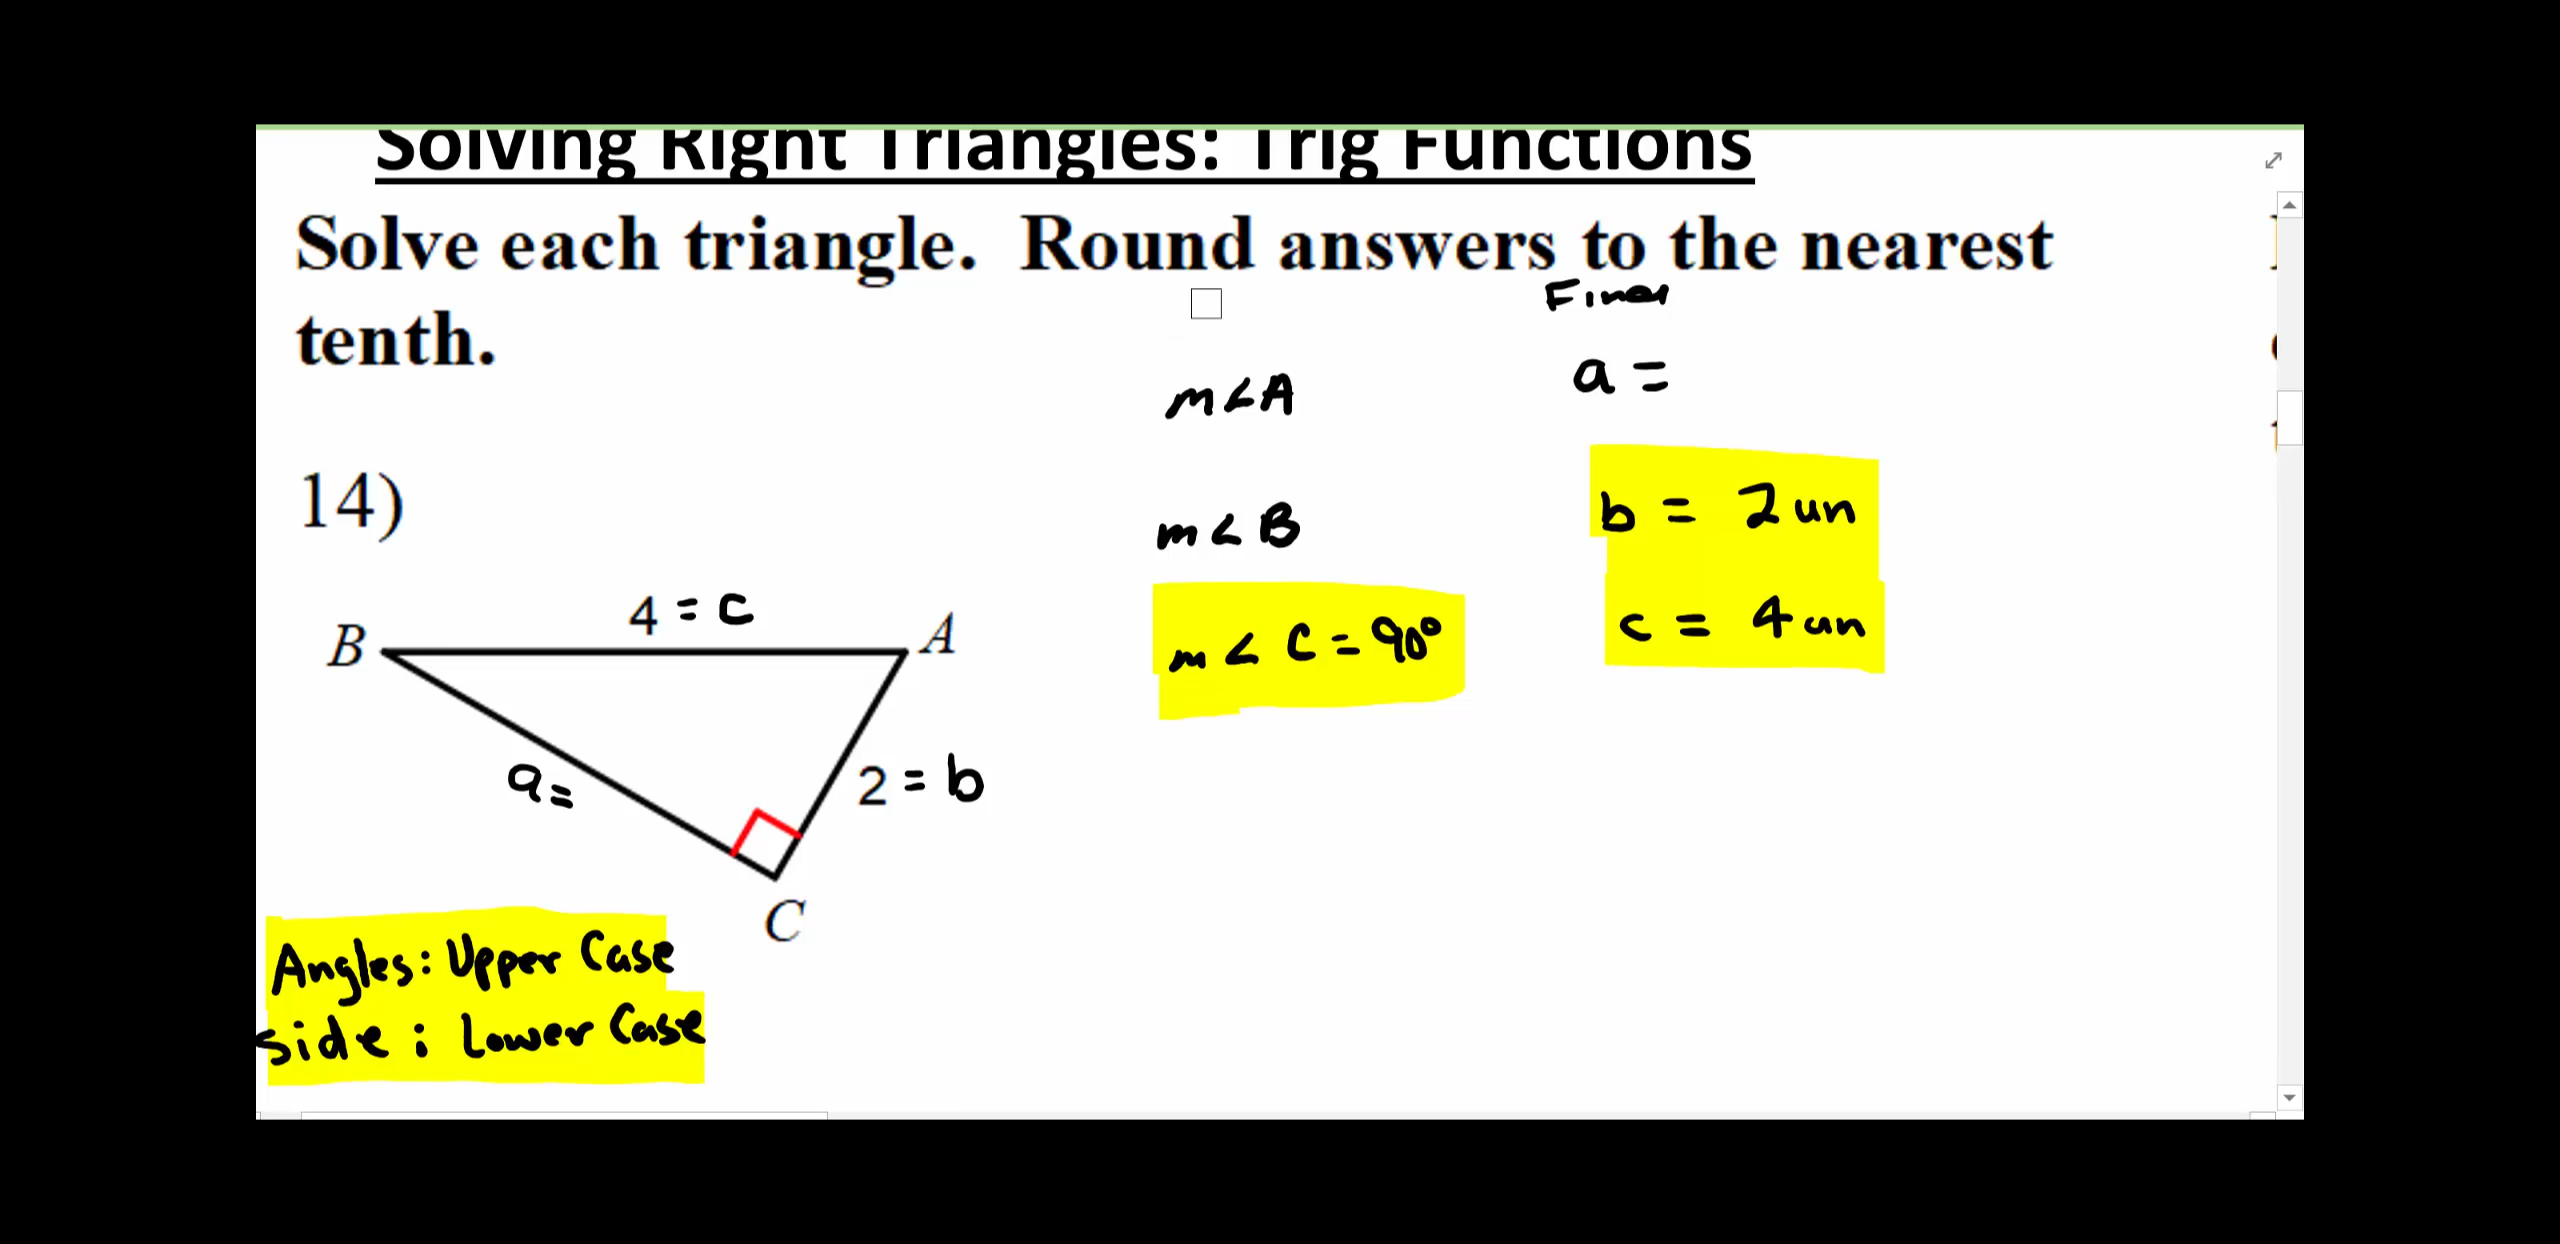 Solving Right Triangles: Trig Functions
Solve each triangle. Round answers to the nearest
tenth.
Final
m∠A
a =
14)
m∠B
b = 2 un
m∠C = 90°
c = 4 un
4 = c
B
A
a =
2 = b
C
Angles: Upper Case
Side: Lower Case